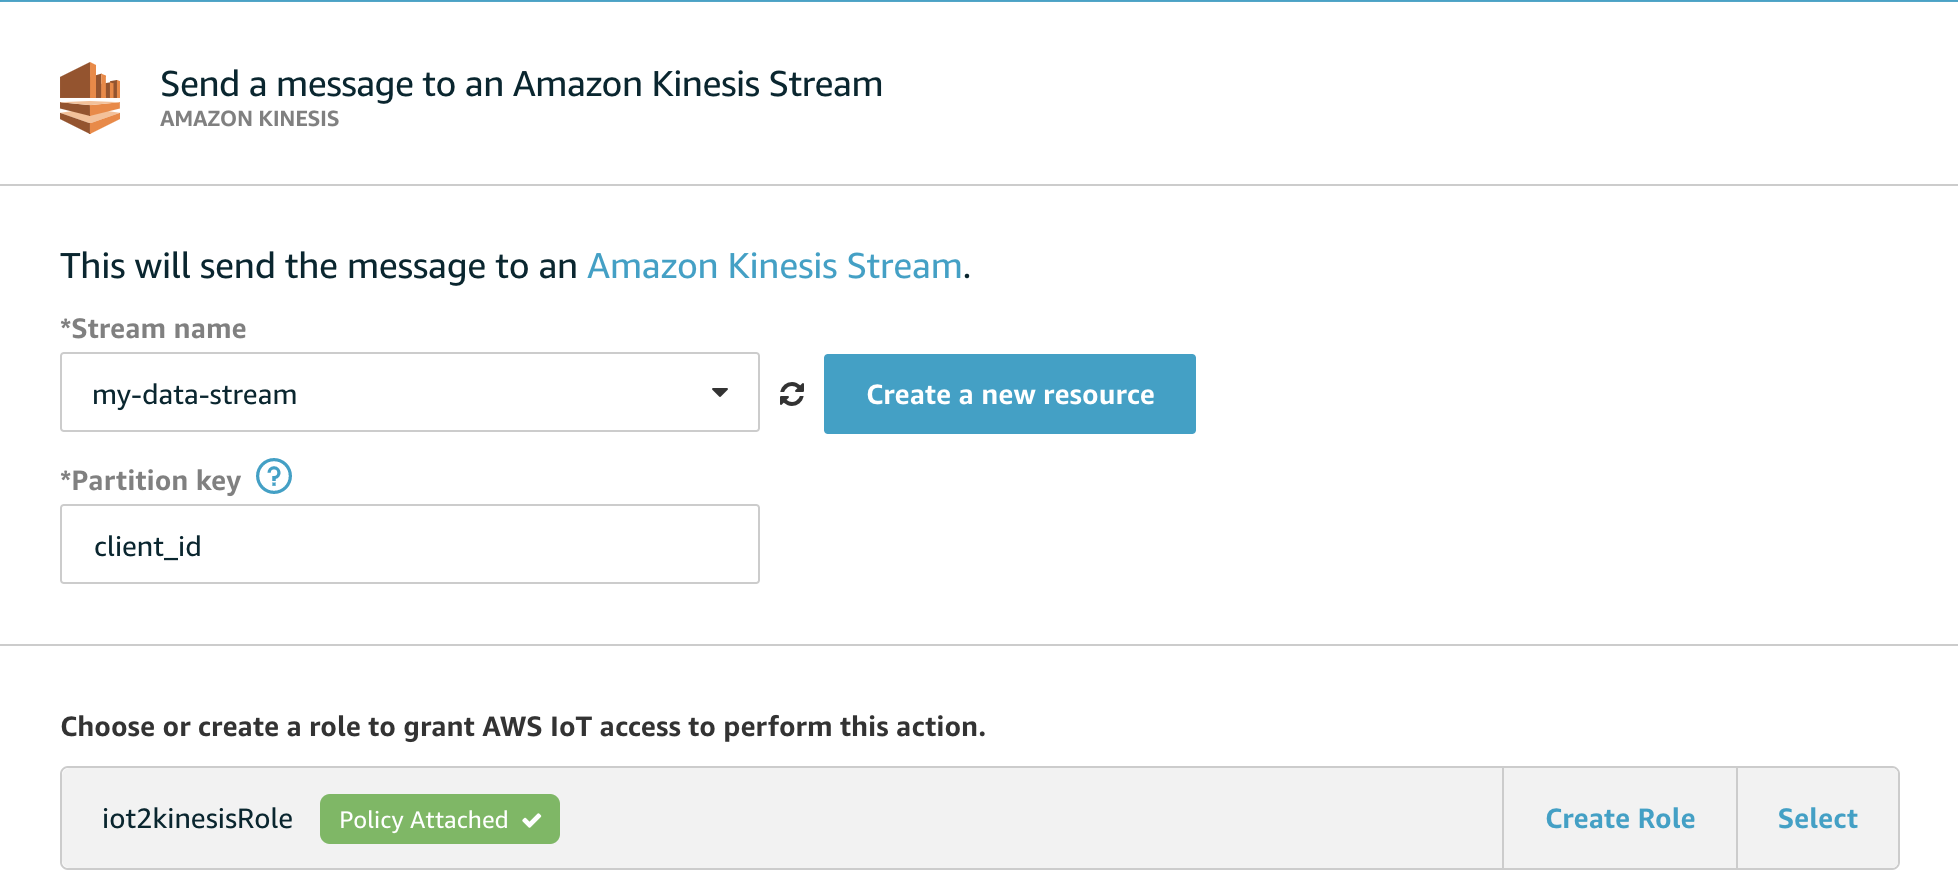 Send a message to an Amazon Kinesis Stream
AMAZON KINESIS
This will send the message to an Amazon Kinesis Stream.
*Stream name
my-data-stream
Create a new resource
*Partition key ?
client_id
Choose or create a role to grant AWS IoT access to perform this action.
iot2kinesisRole Policy Attached Create Role Select